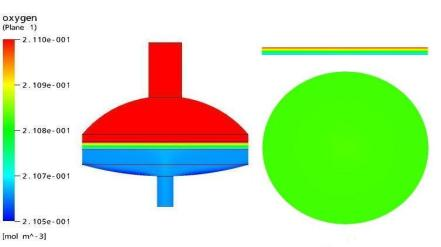 oxygen
(Plane 1)
2.110e-001
2.109e-001
2.108e-001
2.107e-001
2.105e-001
[mol m^-3]